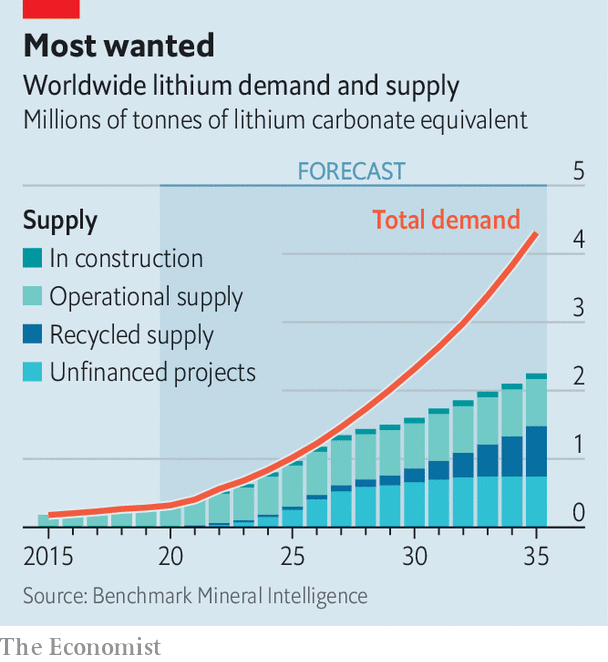 Most wanted
Worldwide lithium demand and supply
Millions of tonnes of lithium carbonate equivalent
FORECAST
5
Supply
Total demand
In construction
4
Operational supply
Recycled supply
3
Unfinanced projects
2
1
0
2015 20 25 30 35
Source: Benchmark Mineral Intelligence
The Economist